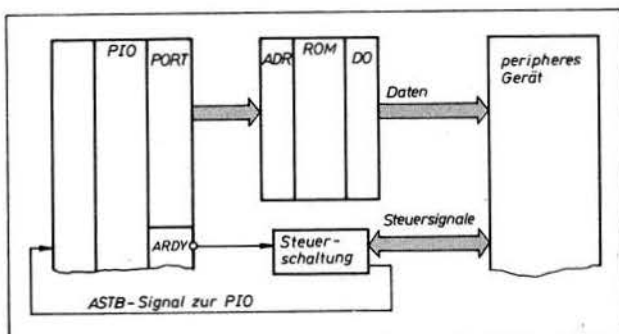 PIO
PORT
ADR
ROM
DO
Daten
peripheres
Gerät
Steuersignale
ARDY
Steuer-
schaltung
ASTB-Signal zur PIO